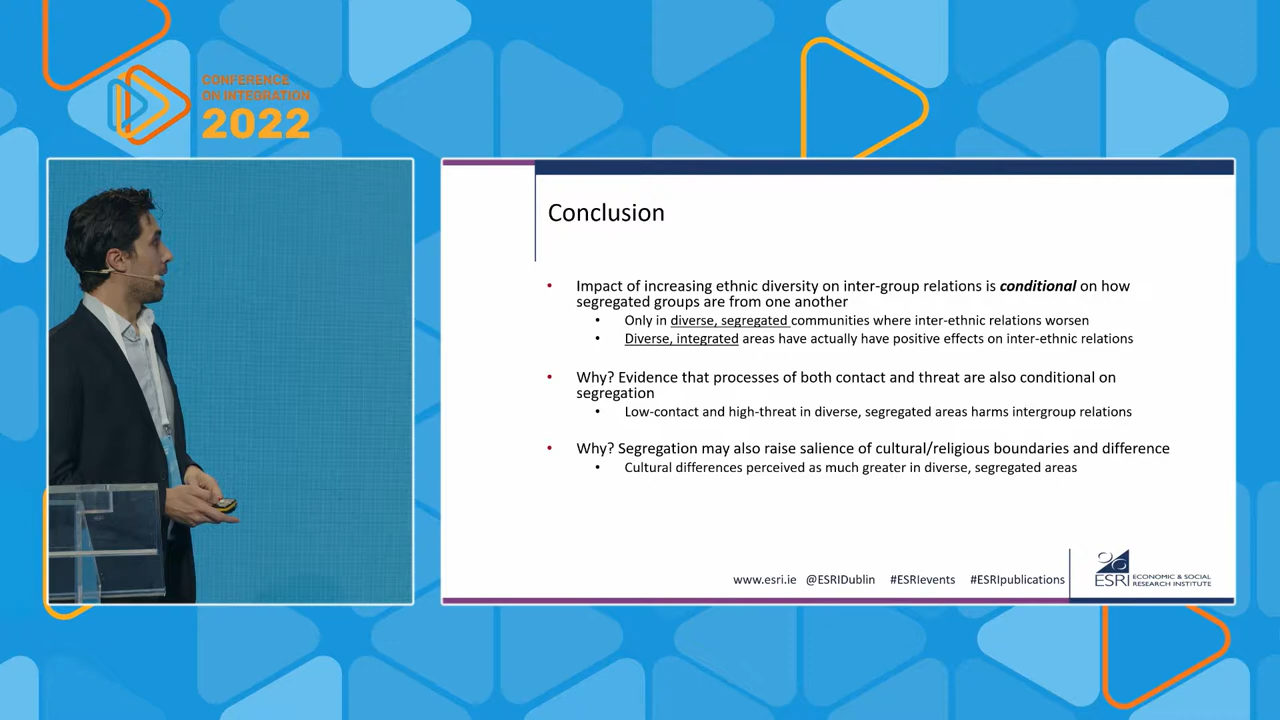 CONFERENCE
ON INTEGRATION
2022
Conclusion
• Impact of increasing ethnic diversity on inter-group relations is conditional on how
segregated groups are from one another
• Only in diverse, segregated communities where inter-ethnic relations worsen
• Diverse, integrated areas have actually have positive effects on inter-ethnic relations
• Why? Evidence that processes of both contact and threat are also conditional on
segregation
• Low-contact and high-threat in diverse, segregated areas harms intergroup relations
• Why? Segregation may also raise salience of cultural/religious boundaries and difference
• Cultural differences perceived as much greater in diverse, segregated areas
www.esri.ie @ESRIDublin #ESRIevents #ESRIpublications
ESRI ECONOMIC & SOCIAL
RESEARCH INSTITUTE